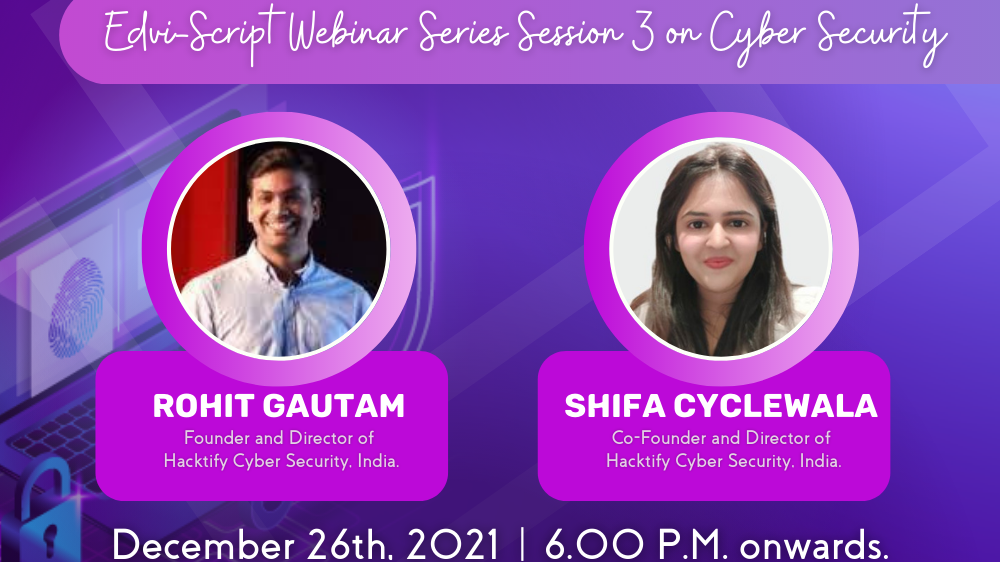 Edvi-Script Webinar Series Session 3 on Cyber Security
ROHIT GAUTAM
Founder and Director of
Hacktify Cyber Security. India.
SHIFA CYCLEWALA
Co-Founder and Director of
Hacktify Cyber Security. India.
December 26th, 2021 | 6.00 P.M. onwards.